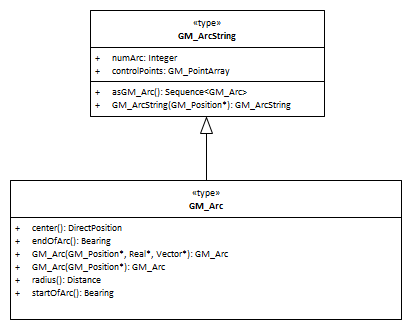 «type»
GM_ArcString
+ numArc: Integer
+ controlPoints: GM_PointArray
+ asGM_Arc(): Sequence<GM_Arc>
+ GM_ArcString(GM_Position*): GM_ArcString
«type»
GM_Arc
+ center(): DirectPosition
+ endOfArc(): Bearing
+ GM_Arc(GM_Position*, Real*, Vector*): GM_Arc
+ GM_Arc(GM_Position*): GM_Arc
+ radius(): Distance
+ startOfArc(): Bearing